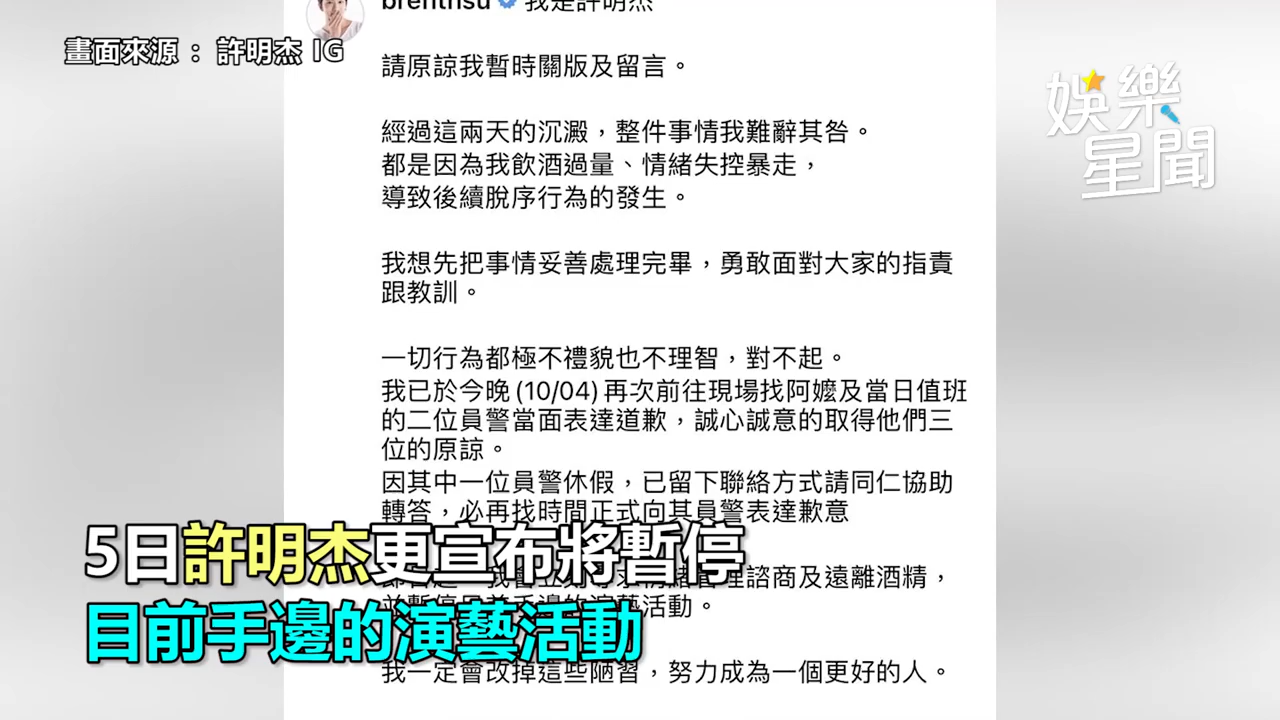 brenthsu 我是許明杰
畫面來源： 許明杰 IG
娛樂
星聞
請原諒我暫時關版及留言。
經過這兩天的沉澱，整件事情我難辭其咎。
都是因為我飲酒過量、情緒失控暴走，
導致後續脫序行為的發生。
我想先把事情妥善處理完畢，勇敢面對大家的指責
跟教訓。
一切行為都極不禮貌也不理智，對不起。
我已於今晚(10/04)再次前往現場找阿嬤及當日值班
的二位員警當面表達道歉，誠心誠意的取得他們三
位的原諒。
因其中一位員警休假，已留下聯絡方式請同仁協助
轉答，必再找時間正式向其員警表達歉意
諮商及遠離酒精，
演藝活動。
5日許明杰更宣布將暫停
目前手邊的演藝活動
我一定會改掉這些陋習，努力成為一個更好的人。